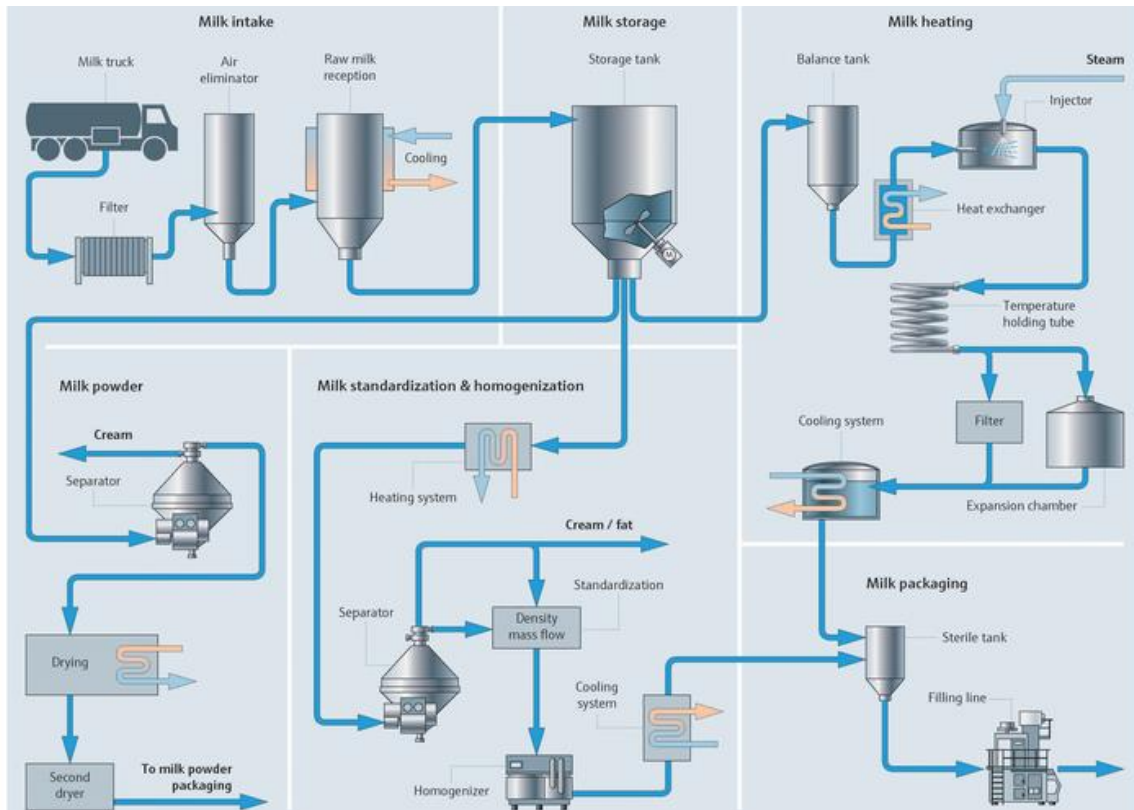 Milk intake
Milk truck
Air
eliminator
Raw milk
reception
Cooling
Filter
Milk storage
Storage tank
M
Milk heating
Balance tank
Steam
Injector
Heat exchanger
Temperature
holding tube
Cooling system
Filter
Expansion chamber
Milk powder
Cream
Separator
Drying
Second
dryer
To milk powder
packaging
Milk standardization & homogenization
Heating system
Cream / fat
Separator
Standardization
Density
mass flow
Cooling
system
Homogenizer
Milk packaging
Sterile tank
Filling line